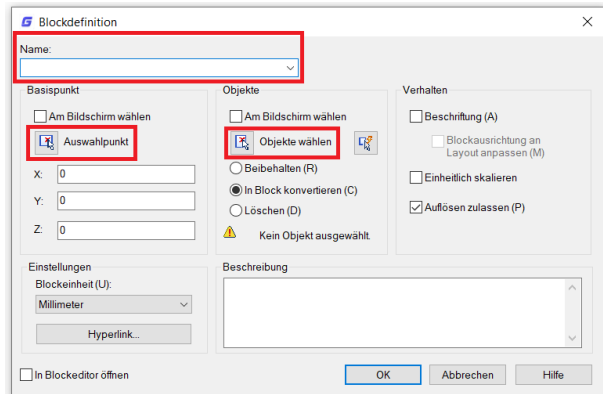 Blockdefinition
Name:
Basispunkt
Am Bildschirm wählen
Auswahlpunkt
X: 0
Y: 0
Z: 0
Objekte
Am Bildschirm wählen
Objekte wählen
Beibehalten (R)
In Block konvertieren (C)
Löschen (D)
Kein Objekt ausgewählt.
Verhalten
Beschriftung (A)
Blockausrichtung an
Layout anpassen (M)
Einheitlich skalieren
Auflösen zulassen (P)
Einstellungen
Blockeinheit (U):
Millimeter
Hyperlink...
Beschreibung
In Blockeditor öffnen
OK
Abbrechen
Hilfe